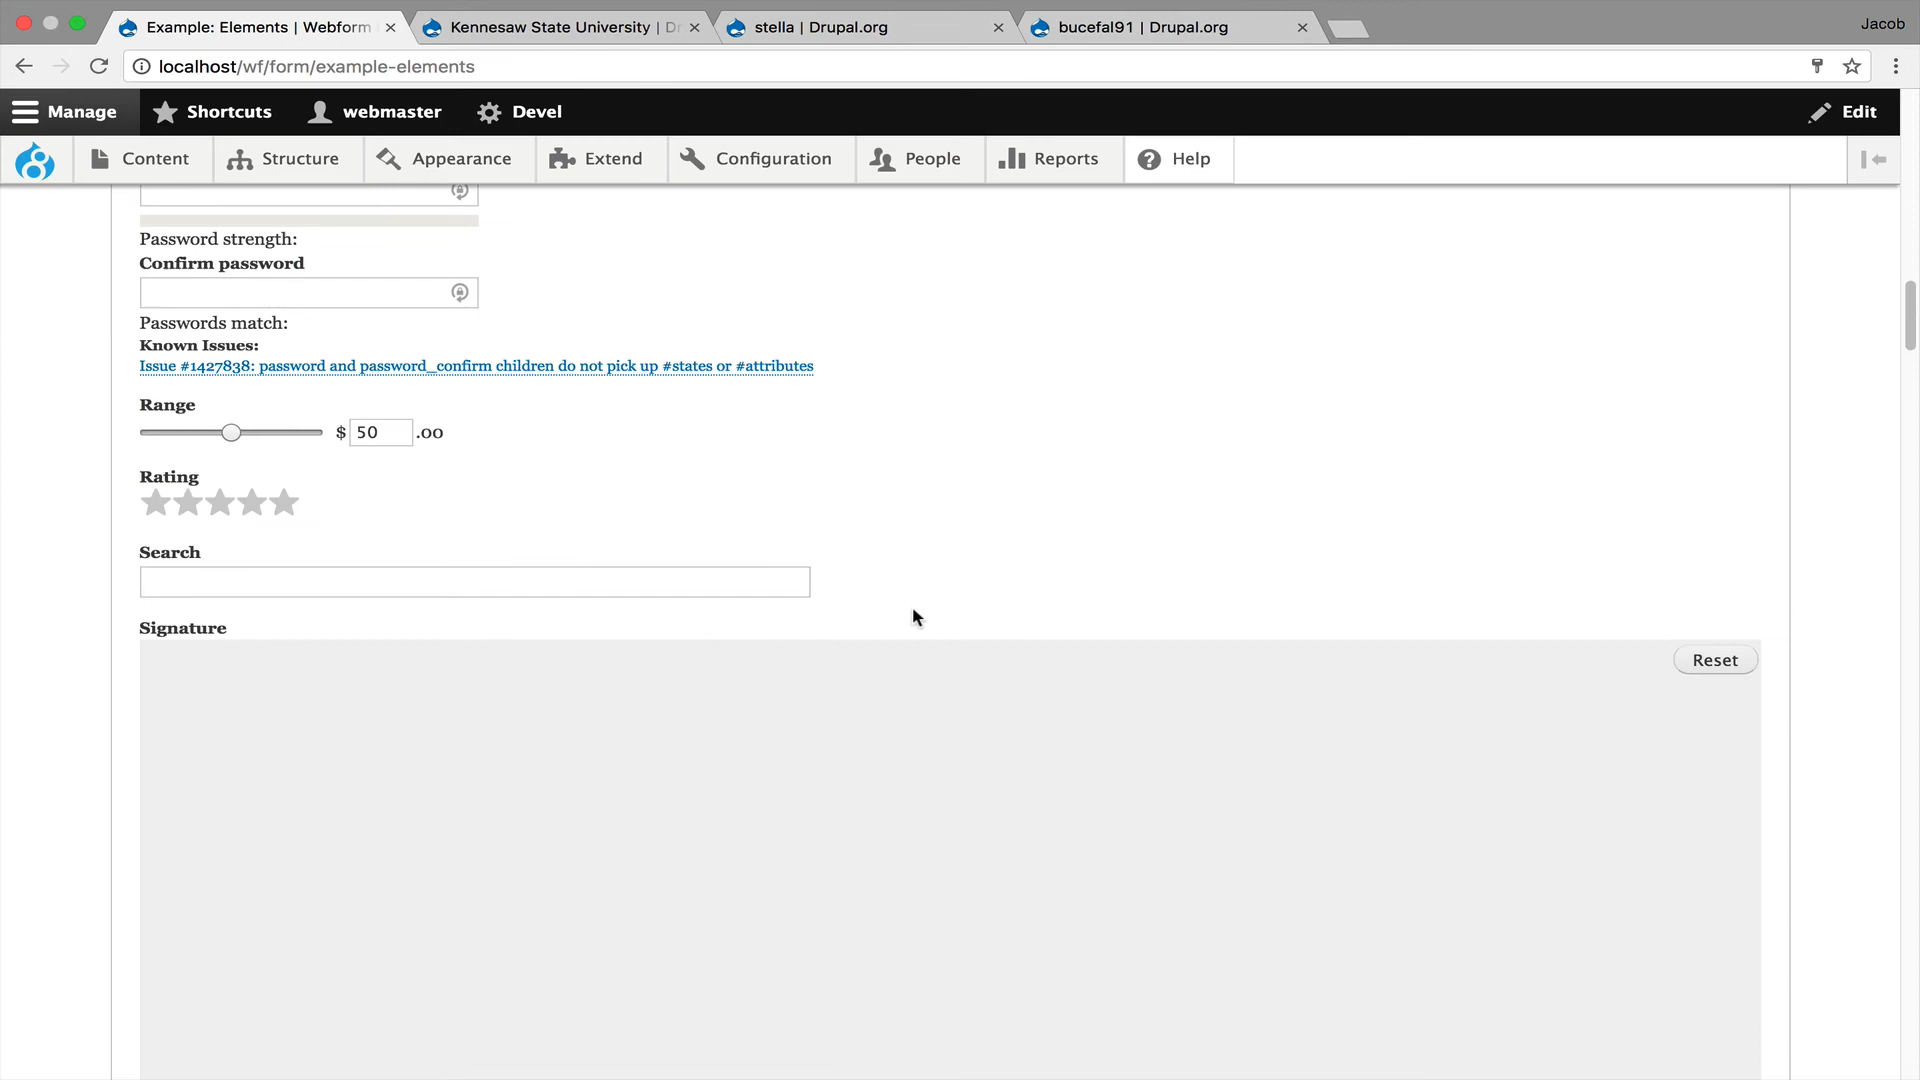 Jacob
Example: Elements | Webform
Kennesaw State University | Dr
stella | Drupal.org
bucefal91 | Drupal.org
localhost/wf/form/example-elements
Manage
Shortcuts
webmaster
Devel
Edit
Content
Structure
Appearance
Extend
Configuration
People
Reports
Help
Password strength:
Confirm password
Passwords match:
Known Issues:
Issue #1427838: password and password_confirm children do not pick up #states or #attributes
Range
$ 50 .00
Rating
Search
Signature
Reset